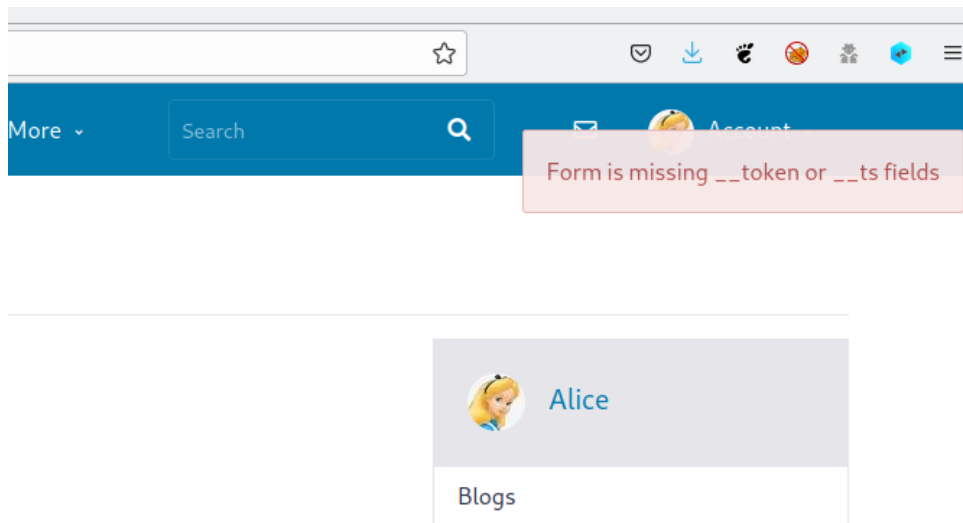 More
Search
Account
Form is missing __token or __ts fields
Alice
Blogs